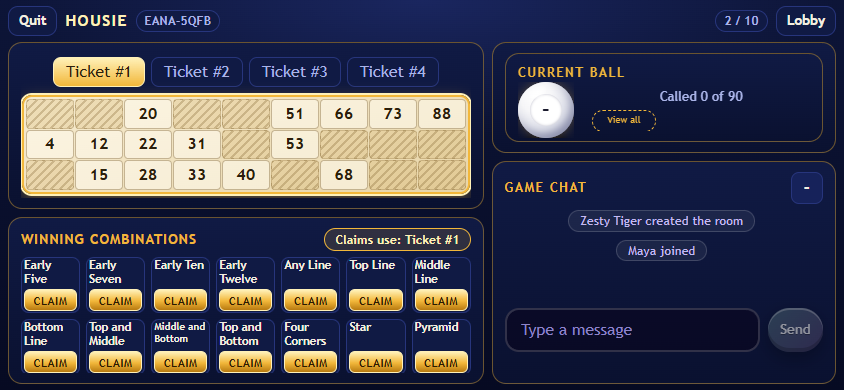 Quit HOUSIE EANA-5QFB 2 / 10 Lobby
Ticket #1 Ticket #2 Ticket #3 Ticket #4
20 51 66 73 88
4 12 22 31 53
15 28 33 40 68
CURRENT BALL
-
Called 0 of 90
View all
WINNING COMBINATIONS Claims use: Ticket #1
Early Five
CLAIM
Early Seven
CLAIM
Early Ten
CLAIM
Early Twelve
CLAIM
Any Line
CLAIM
Top Line
CLAIM
Middle Line
CLAIM
Bottom Line
CLAIM
Top and Middle
CLAIM
Middle and Bottom
CLAIM
Top and Bottom
CLAIM
Four Corners
CLAIM
Star
CLAIM
Pyramid
CLAIM
GAME CHAT -
Zesty Tiger created the room
Maya joined
Type a message Send